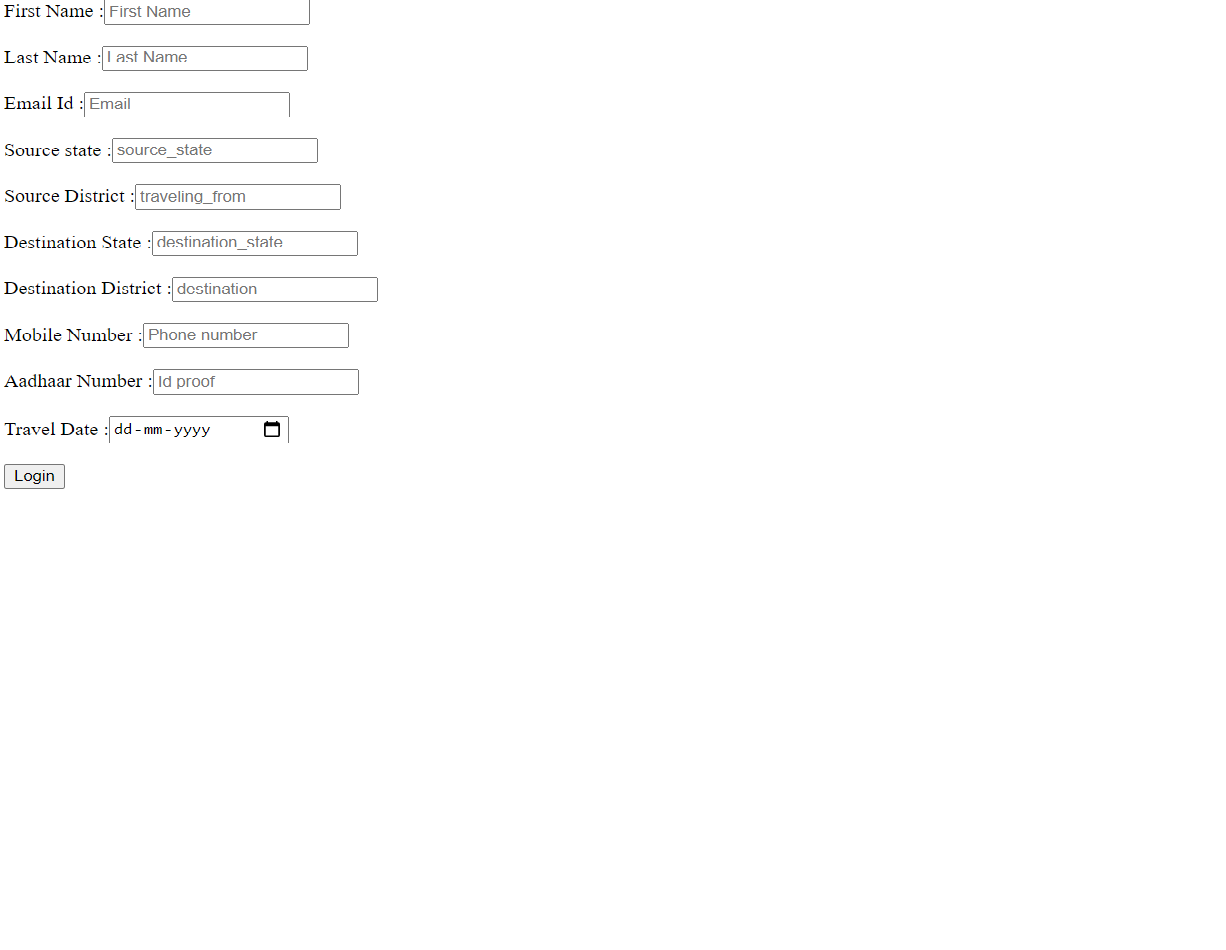 First Name :First Name
Last Name :Last Name
Email Id :Email
Source state :source_state
Source District :traveling_from
Destination State :destination_state
Destination District :destination
Mobile Number :Phone number
Aadhaar Number :Id proof
Travel Date :dd-mm-yyyy
Login